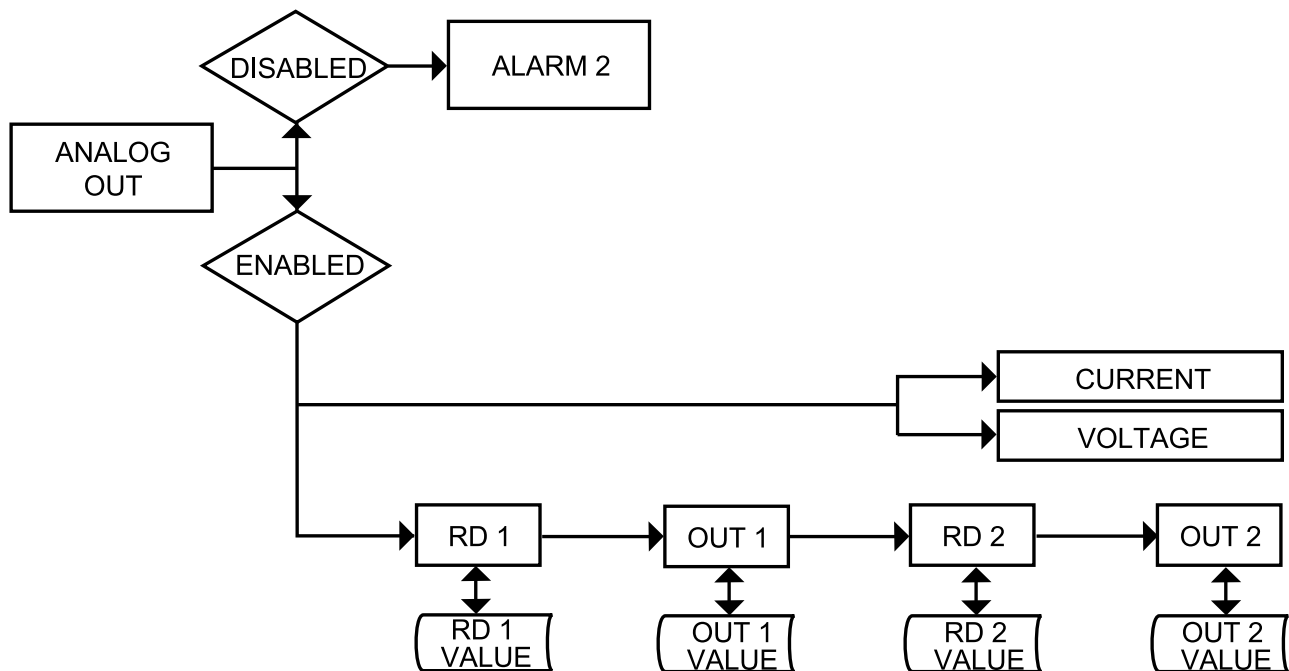 DISABLED
ALARM 2
ANALOG
OUT
ENABLED
CURRENT
VOLTAGE
RD 1
OUT 1
RD 2
OUT 2
RD 1
VALUE
OUT 1
VALUE
RD 2
VALUE
OUT 2
VALUE